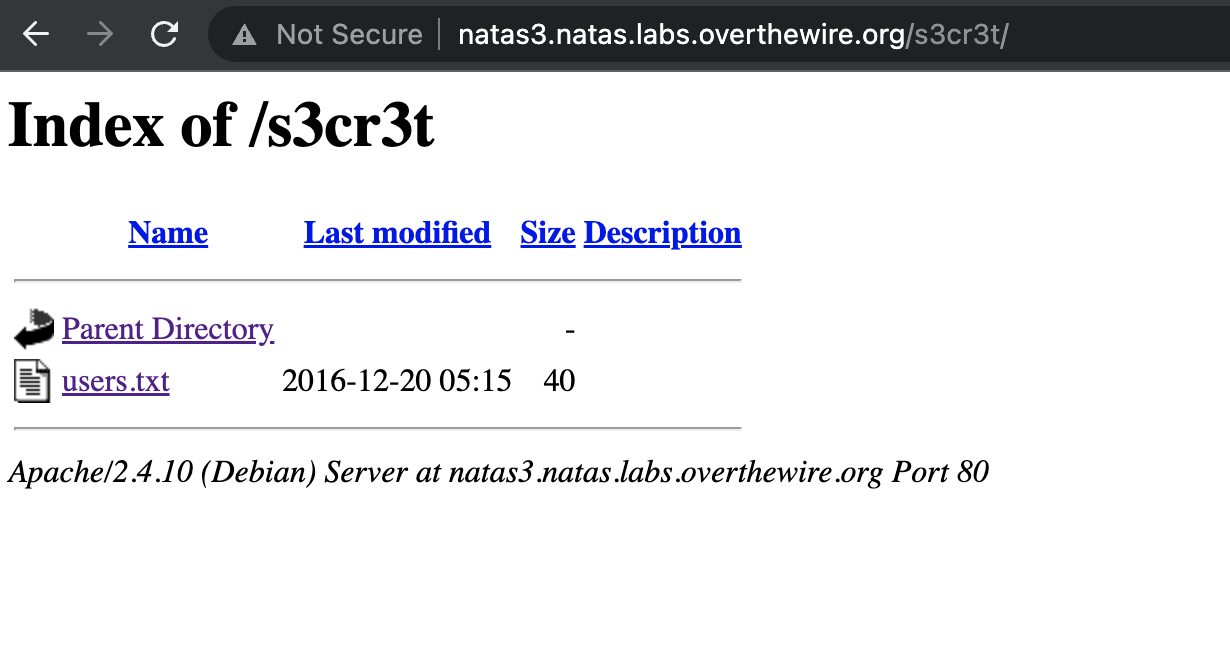 Not Secure natas3.natas.labs.overthewire.org/s3cr3t/
Index of /s3cr3t
Name Last modified Size Description
Parent Directory -
users.txt 2016-12-20 05:15 40
Apache/2.4.10 (Debian) Server at natas3.natas.labs.overthewire.org Port 80